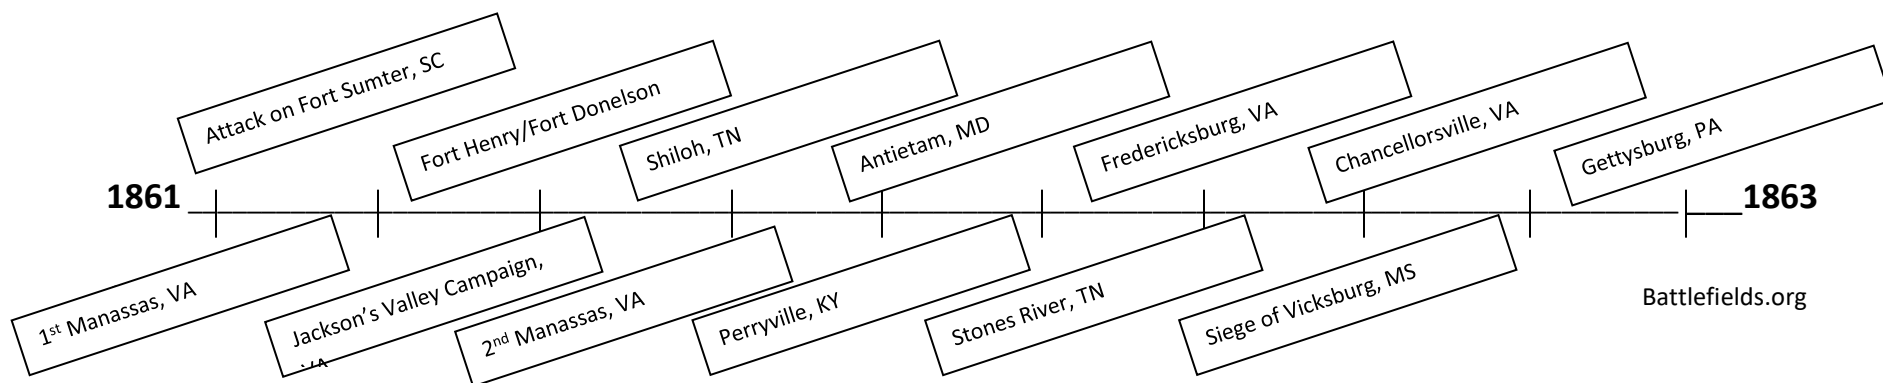 Attack on Fort Sumter, SC
Fort Henry/Fort Donelson
Shiloh, TN
Antietam, MD
Fredericksburg, VA
Chancellorsville, VA
Gettysburg, PA
1861
1863
1st Manassas, VA
Jackson's Valley Campaign,
VA
2nd Manassas, VA
Perryville, KY
Stones River, TN
Siege of Vicksburg, MS
Battlefields.org